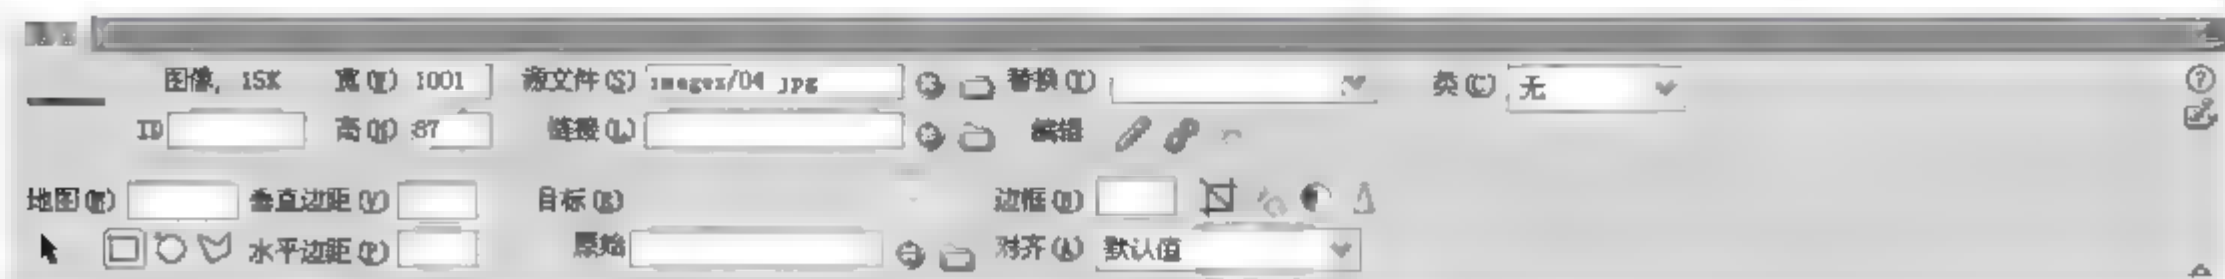 图像, 15K 宽(W) 1001 源文件(S) images/04.jpg 替换(T) 类(C) 无
ID 高(H) 87 链接(L) 编辑
地图(M) 垂直边距(V) 目标(R) 边框(B)
水平边距(P) 原始 对齐(A) 默认值